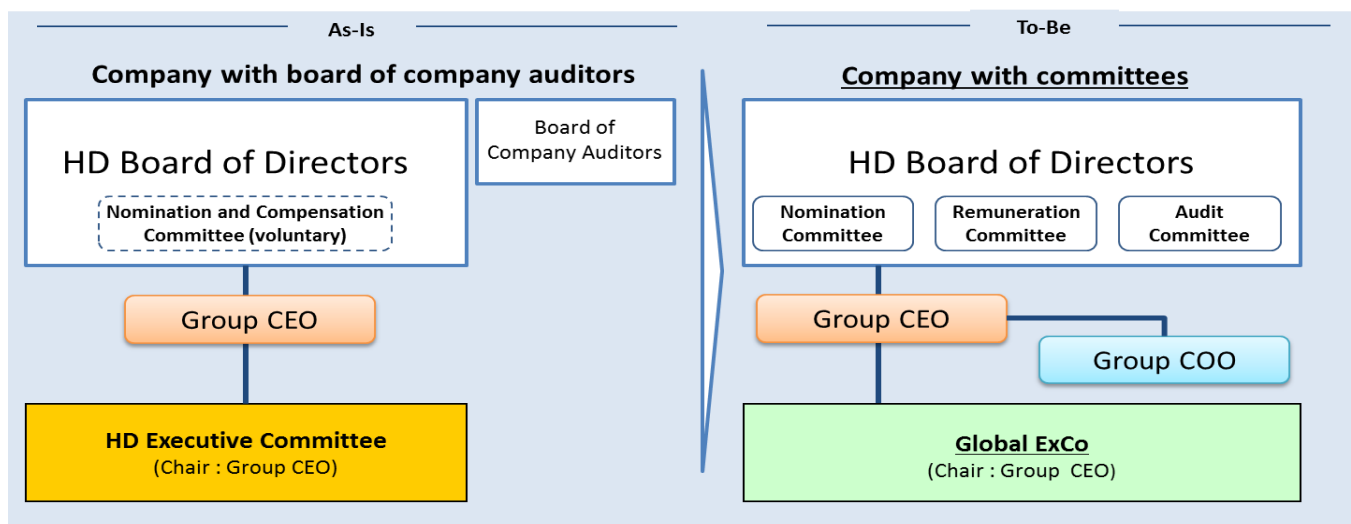 As-Is
Company with board of company auditors
HD Board of Directors
Nomination and Compensation
Committee (voluntary)
Board of
Company Auditors
Group CEO
HD Executive Committee
(Chair : Group CEO)
To-Be
Company with committees
HD Board of Directors
Nomination
Committee
Remuneration
Committee
Audit
Committee
Group CEO
Group COO
Global ExCo
(Chair : Group CEO)